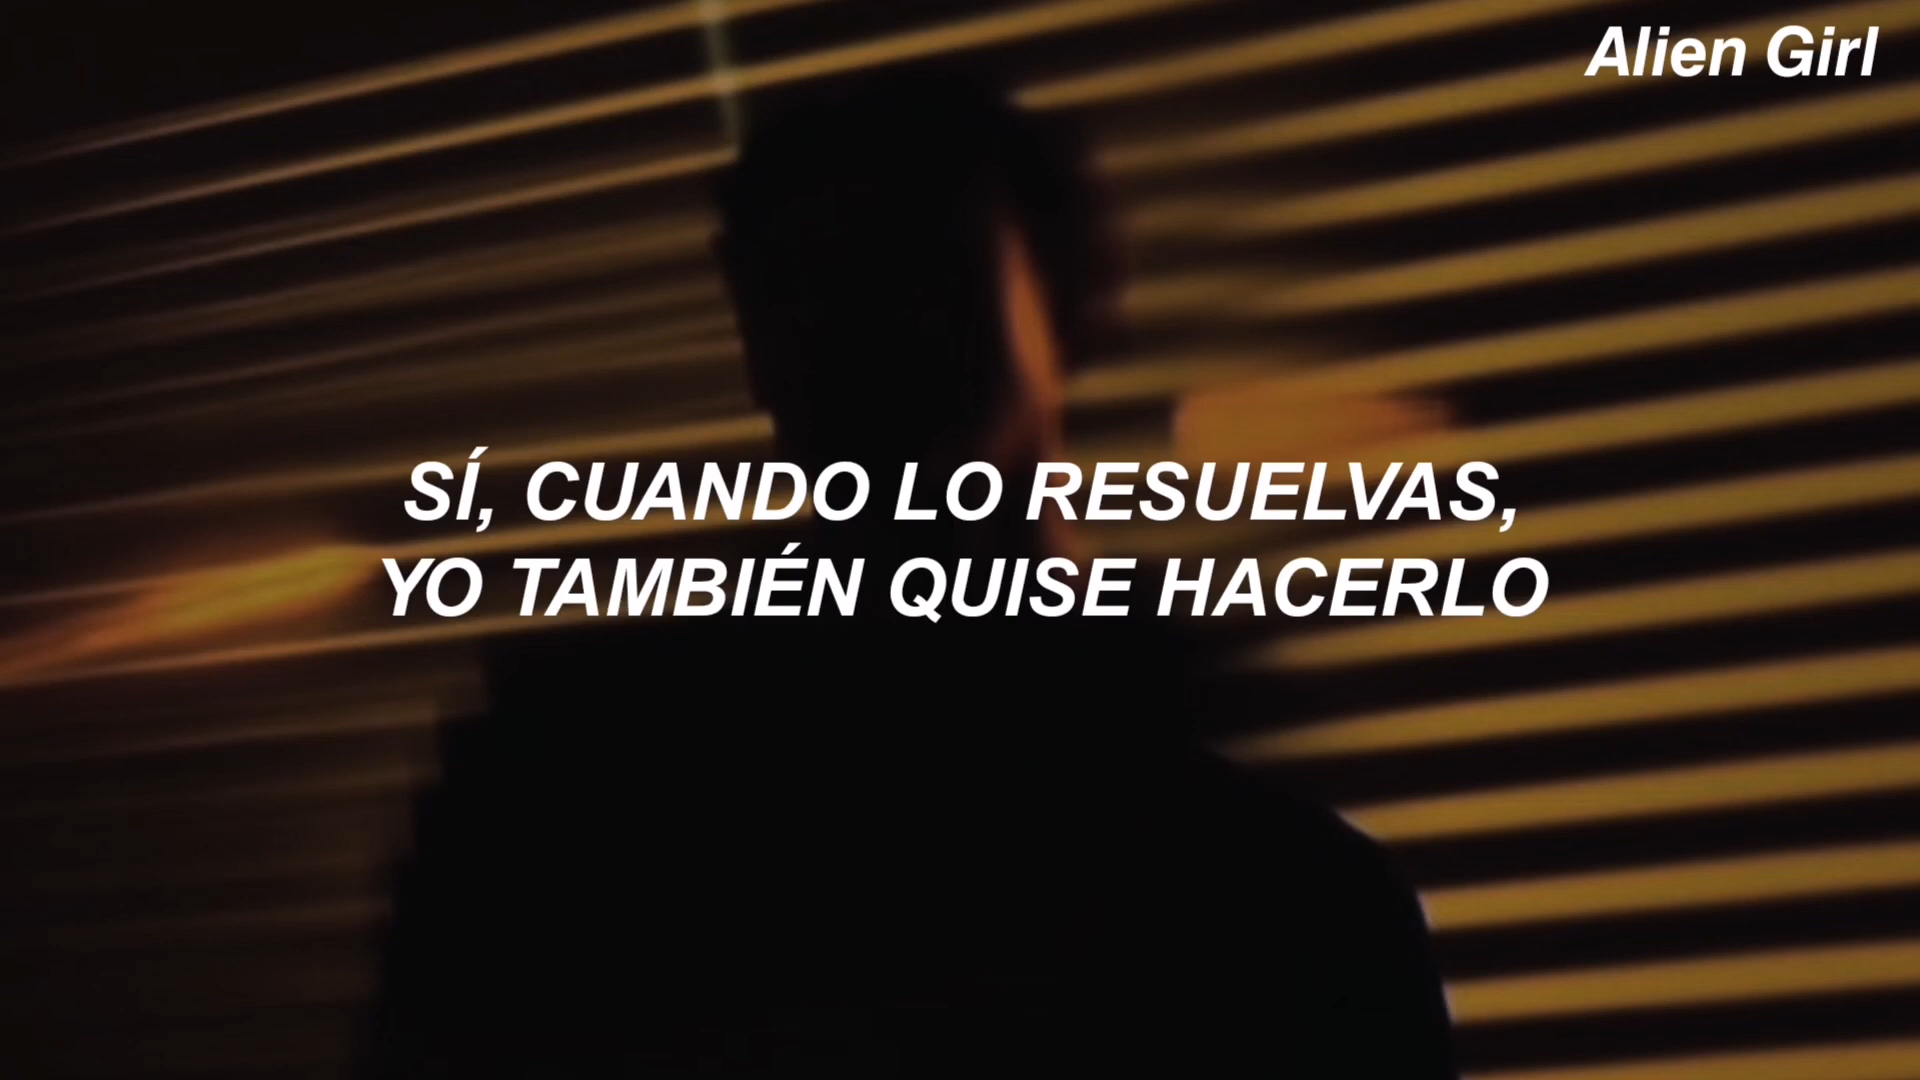 Alien Girl
SÍ, CUANDO LO RESUELVAS,
YO TAMBIÉN QUISE HACERLO